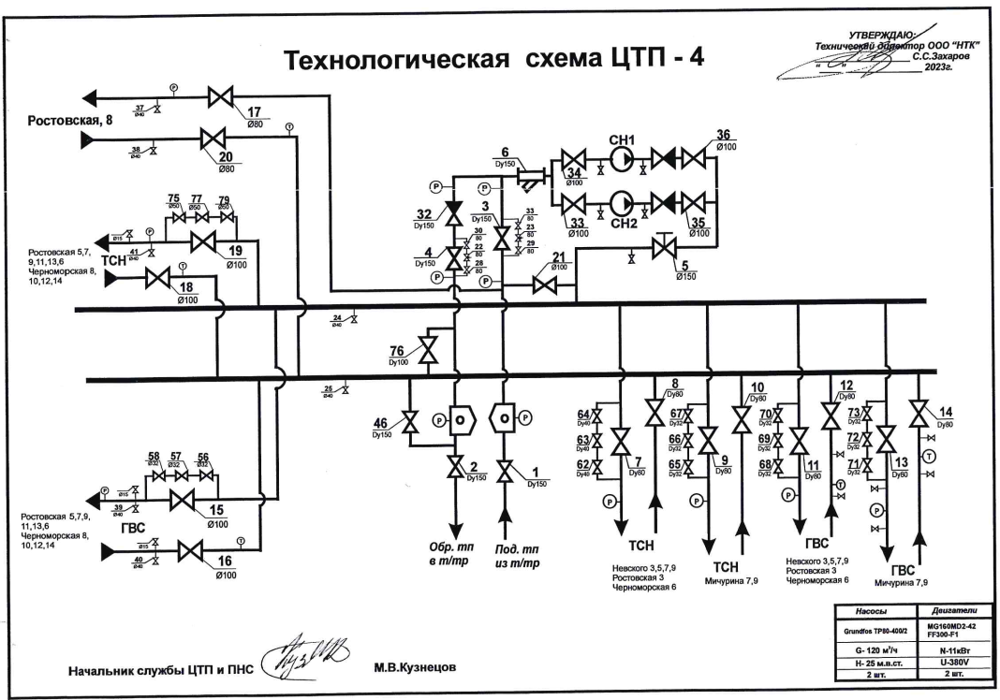 УТВЕРЖДАЮ:
Технический директор ООО "НТК"
С.С.Захаров
" " 2023г.
Технологическая схема ЦТП - 4
Ростовская, 8
P
37
Ø40
17
Ø80
38
Ø40
20
Ø80
T
75
Ø50
77
Ø50
79
Ø50
Ø15
P
41
Ø40
19
Ø100
Ростовская 5,7,
9,11,13,6
Черноморская 8,
10,12,14
ТСН
T
18
Ø100
P
32
Dy150
4
Dy150
30
80
22
80
28
80
P
P
3
Dy150
33
80
23
80
29
80
P
6
Dy150
34
Ø100
СН1
36
Ø100
33
Ø100
СН2
35
Ø100
21
Ø100
5
Ø150
24
Ø40
25
Ø40
76
Dy100
46
Dy150
P
P
2
Dy150
1
Dy150
Обр. тп
в т/тр
Под. тп
из т/тр
64
Dy40
63
Dy40
62
Dy40
7
Dy80
8
Dy80
P
ТСН
Невского 3,5,7,9
Ростовская 3
Черноморская 6
67
Dy32
66
Dy32
65
Dy32
9
Dy80
10
Dy80
P
ТСН
Мичурина 7,9
70
Dy32
69
Dy32
68
Dy32
11
Dy80
12
Dy80
P
T
ГВС
Невского 3,5,7,9
Ростовская 3
Черноморская 6
73
Dy32
72
Dy32
71
Dy32
13
Dy80
14
Dy80
P
T
ГВС
Мичурина 7,9
58
Ø32
57
Ø32
56
Ø32
P
Ø15
39
Ø40
15
Ø100
Ростовская 5,7,9,
11,13,6
Черноморская 8,
10,12,14
ГВС
Ø15
40
Ø40
16
Ø100
T
Насосы Двигатели
Grundfos TP80-400/2 MG160MD2-42
FF300-F1
G- 120 м³/ч N-11кВт
H- 25 м.в.ст. U-380V
2 шт. 2 шт.
Начальник службы ЦТП и ПНС М.В.Кузнецов